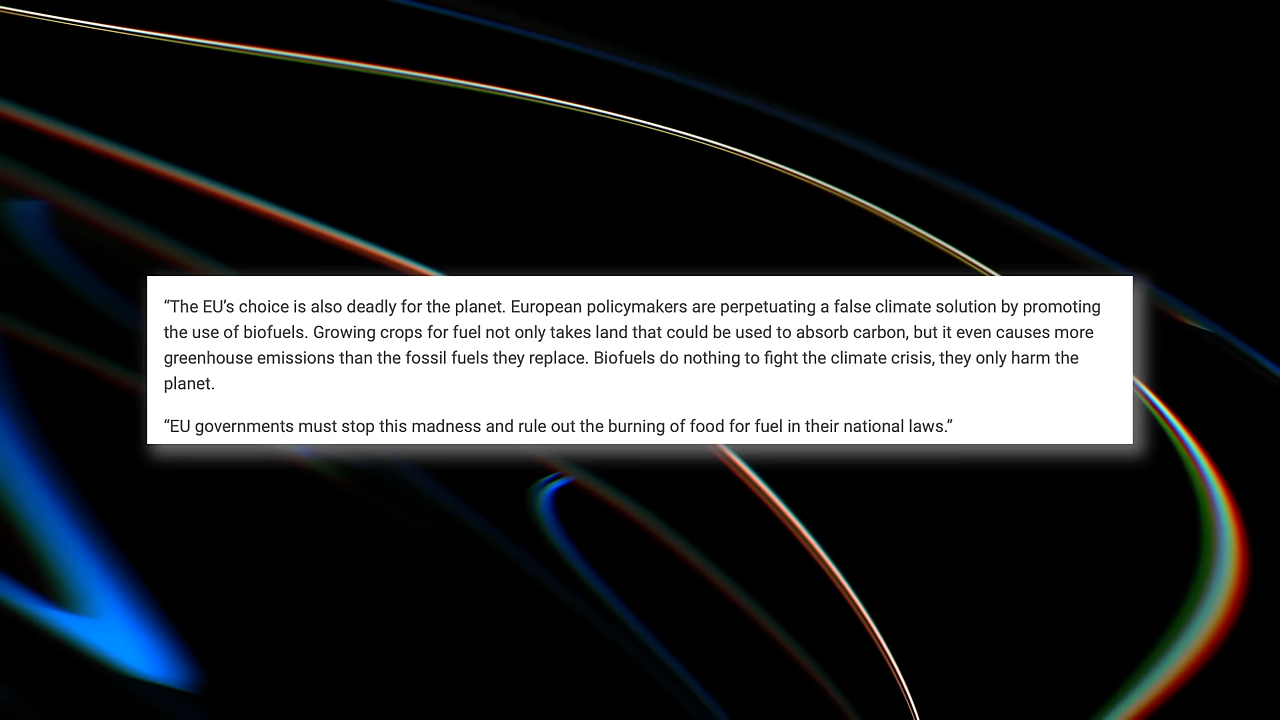 “The EU’s choice is also deadly for the planet. European policymakers are perpetuating a false climate solution by promoting
the use of biofuels. Growing crops for fuel not only takes land that could be used to absorb carbon, but it even causes more
greenhouse emissions than the fossil fuels they replace. Biofuels do nothing to fight the climate crisis, they only harm the
planet.
“EU governments must stop this madness and rule out the burning of food for fuel in their national laws.”